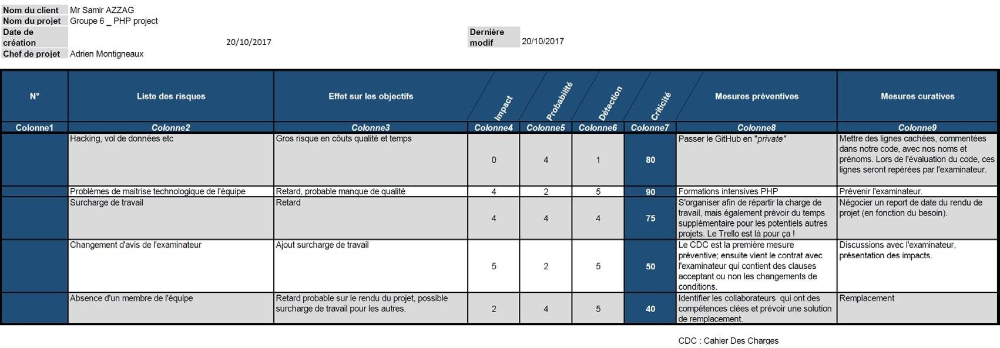 Nom du client Mr Samir AZZAG
Nom du projet Groupe 6 _ PHP project
Date de
création 20/10/2017
Dernière
modif 20/10/2017
Chef de projet Adrien Montigneaux
N° Liste des risques Effet sur les objectifs Impact Probabilité Détection Criticité Mesures préventives Mesures curatives
Colonne1 Colonne2 Colonne3 Colonne4 Colonne5 Colonne6 Colonne7 Colonne8 Colonne9
Hacking, vol de données etc
Gros risque en côuts qualité et temps
0 4 1 80
Passer le GitHub en "private"
Mettre des lignes cachées, commentées
dans notre code, avec nos noms et
prénoms. Lors de l'évaluation du code, ces
lignes seront repérées par l'examinateur.
Problèmes de maitrise technologique de l'équipe
Retard, probable manque de qualité
4 2 5 90
Formations intensives PHP
Prévenir l'examinateur.
Surcharge de travail
Retard
4 4 4 75
S'organiser afin de répartir la charge de
travail, mais également prévoir du temps
supplémentaire pour les potentiels autres
projets. Le Trello est là pour ça !
Négocier un report de date du rendu de
projet (en fonction du besoin).
Changement d'avis de l'examinateur
Ajout surcharge de travail
5 2 5 50
Le CDC est la première mesure
préventive; ensuite vient le contrat avec
l'examinateur qui contient des clauses
acceptant ou non les changements de
conditions.
Discussions avec l'examinateur,
présentation des impacts.
Absence d'un membre de l'équipe
Retard probable sur le rendu du projet, possible
surcharge de travail pour les autres.
2 4 5 40
Identifier les collaborateurs qui ont des
compétences clées et prévoir une solution
de remplacement.
Remplacement
CDC : Cahier Des Charges